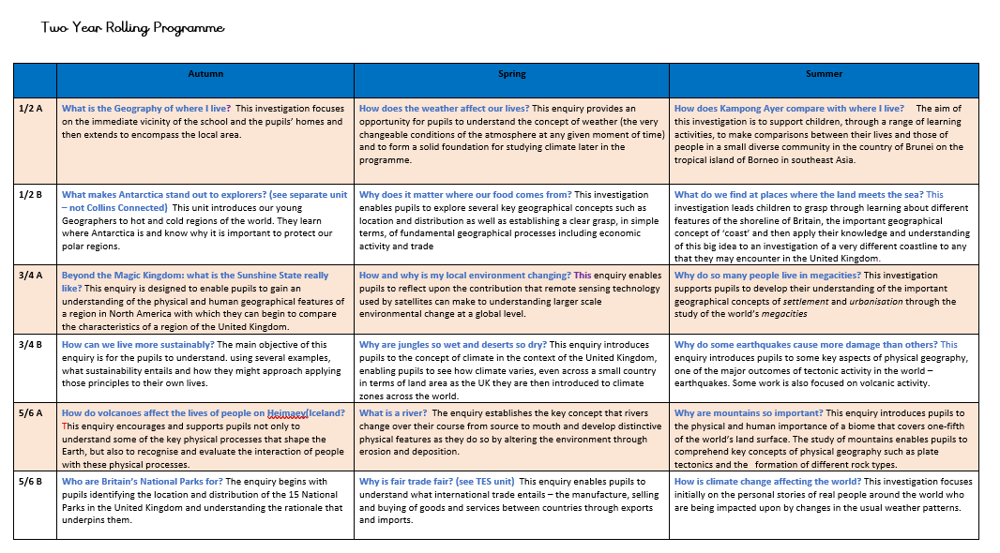 Two Year Rolling Programme
Autumn
Spring
Summer
1/2 A
What is the Geography of where I live? This investigation focuses
on the immediate vicinity of the school and the pupils' homes and
then extends to encompass the local area.
How does the weather affect our lives? This enquiry provides an
opportunity for pupils to understand the concept of weather (the very
changeable conditions of the atmosphere at any given moment of time)
and to form a solid foundation for studying climate later in the
programme.
How does Kampong Ayer compare with where I live? The aim of
this investigation is to support children, through a range of learning
activities, to make comparisons between their lives and those of
people in a small diverse community in the country of Brunei on the
tropical island of Borneo in southeast Asia.
1/2 B
What makes Antarctica stand out to explorers? (see separate unit
– not Collins Connected) This unit introduces our young
Geographers to hot and cold regions of the world. They learn
where Antarctica is and know why it is important to protect our
polar regions.
Why does it matter where our food comes from? This investigation
enables pupils to explore several key geographical concepts such as
location and distribution as well as establishing a clear grasp, in simple
terms, of fundamental geographical processes including economic
activity and trade
What do we find at places where the land meets the sea? This
investigation leads children to grasp through learning about different
features of the shoreline of Britain, the important geographical
concept of 'coast' and then apply their knowledge and understanding
of this big idea to an investigation of a very different coastline to any
that they may encounter in the United Kingdom.
3/4 A
Beyond the Magic Kingdom: what is the Sunshine State really
like? This enquiry is designed to enable pupils to gain an
understanding of the physical and human geographical features of
a region in North America with which they can begin to compare
the characteristics of a region of the United Kingdom.
How and why is my local environment changing? This enquiry enables
pupils to reflect upon the contribution that remote sensing technology
used by satellites can make to understanding larger scale
environmental change at a global level.
Why do so many people live in megacities? This investigation
supports pupils to develop their understanding of the important
geographical concepts of settlement and urbanisation through the
study of the world's megacities
3/4 B
How can we live more sustainably? The main objective of this
enquiry is for the pupils to understand. using several examples,
what sustainability entails and how they might approach applying
those principles to their own lives.
Why are jungles so wet and deserts so dry? This enquiry introduces
pupils to the concept of climate in the context of the United Kingdom,
enabling pupils to see how climate varies, even across a small country
in terms of land area as the UK they are then introduced to climate
zones across the world.
Why do some earthquakes cause more damage than others? This
enquiry introduces pupils to some key aspects of physical geography,
one of the major outcomes of tectonic activity in the world –
earthquakes. Some work is also focused on volcanic activity.
5/6 A
How do volcanoes affect the lives of people on Heimaey(Iceland?
This enquiry encourages and supports pupils not only to
understand some of the key physical processes that shape the
Earth, but also to recognise and evaluate the interaction of people
with these physical processes.
What is a river? The enquiry establishes the key concept that rivers
change over their course from source to mouth and develop distinctive
physical features as they do so by altering the environment through
erosion and deposition.
Why are mountains so important? This enquiry introduces pupils to
the physical and human importance of a biome that covers one-fifth
of the world's land surface. The study of mountains enables pupils to
comprehend key concepts of physical geography such as plate
tectonics and the formation of different rock types.
5/6 B
Who are Britain's National Parks for? The enquiry begins with
pupils identifying the location and distribution of the 15 National
Parks in the United Kingdom and understanding the rationale that
underpins them.
Why is fair trade fair? (see TES unit) This enquiry enables pupils to
understand what international trade entails – the manufacture, selling
and buying of goods and services between countries through exports
and imports.
How is climate change affecting the world? This investigation focuses
initially on the personal stories of real people around the world who
are being impacted upon by changes in the usual weather patterns.